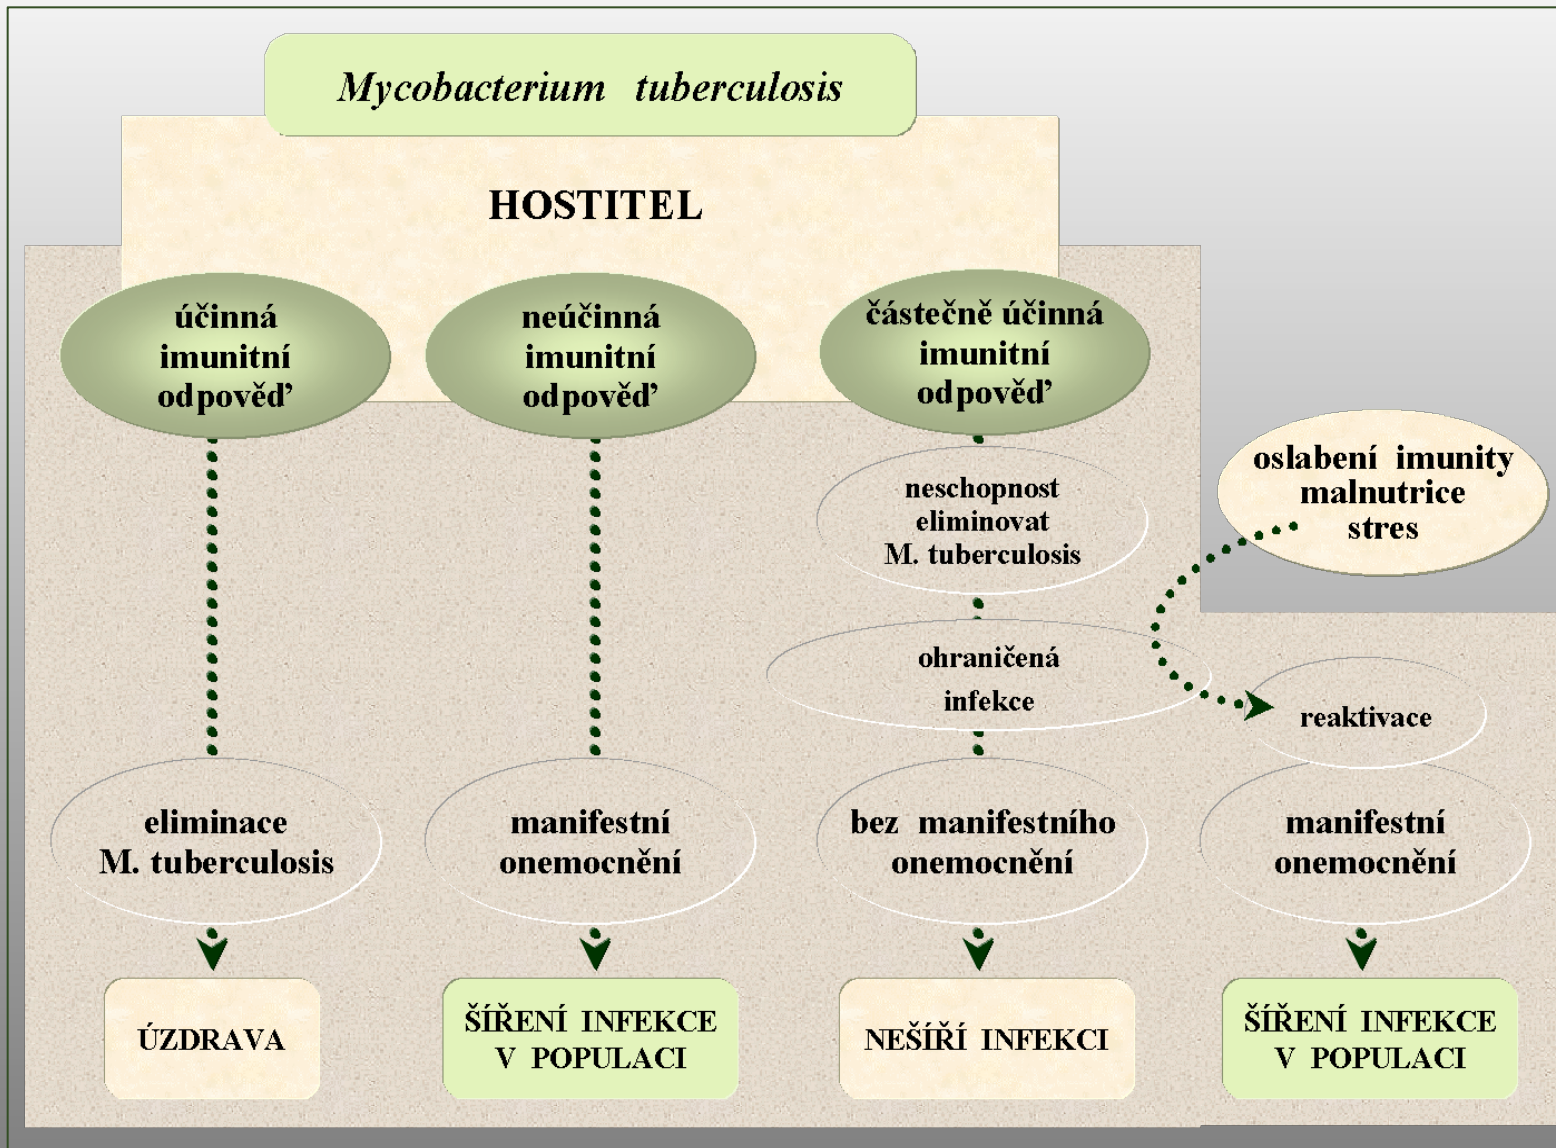 Mycobacterium tuberculosis
HOSTITEL
účinná
imunitní
odpověď
neúčinná
imunitní
odpověď
částečně účinná
imunitní
odpověď
neschopnost
eliminovat
M. tuberculosis
oslabení imunity
malnutrice
stres
ohraničená
infekce
reaktivace
eliminace
M. tuberculosis
manifestní
onemocnění
bez manifestního
onemocnění
manifestní
onemocnění
ÚZDRAVA
ŠÍŘENÍ INFEKCE
V POPULACI
NEŠÍŘÍ INFEKCI
ŠÍŘENÍ INFEKCE
V POPULACI